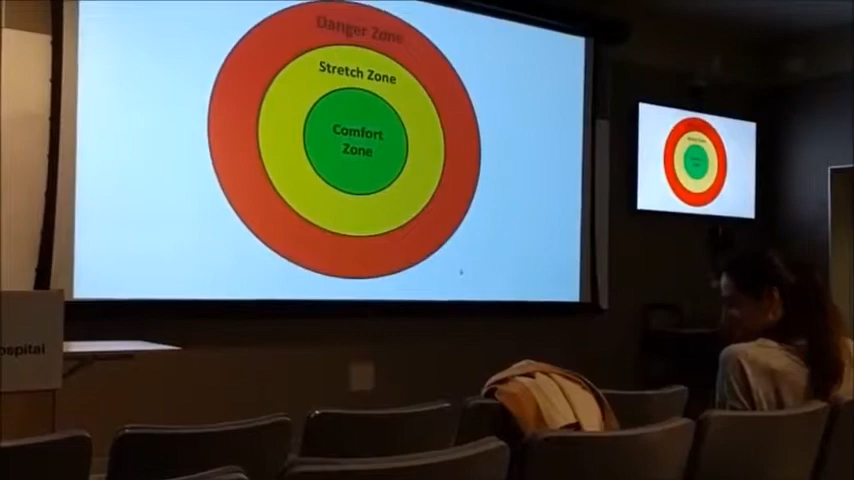 Danger Zone
Stretch Zone
Comfort
Zone
ospital